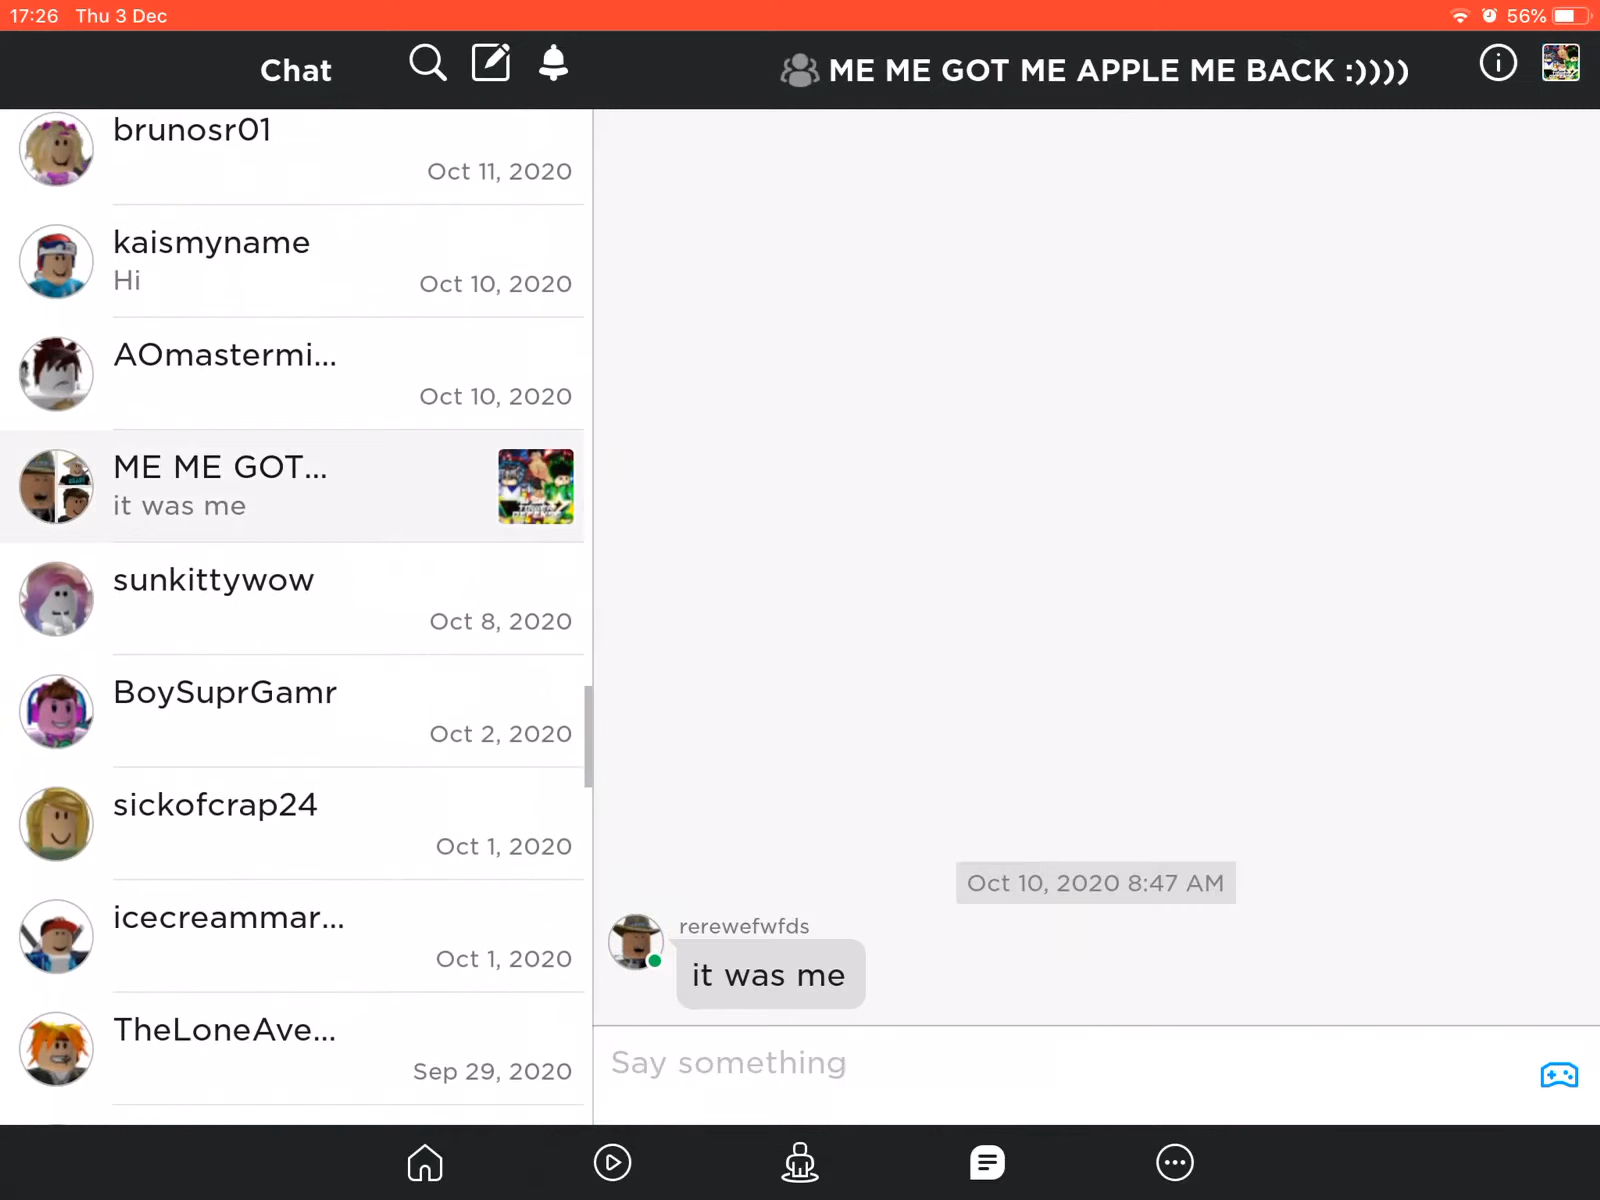 17:26 Thu 3 Dec
56%
Chat
ME ME GOT ME APPLE ME BACK :))))
brunosr01
Oct 11, 2020
kaismyname
Hi
Oct 10, 2020
AOmastermi...
Oct 10, 2020
ME ME GOT...
it was me
sunkittywow
Oct 8, 2020
BoySuprGamr
Oct 2, 2020
sickofcrap24
Oct 1, 2020
icecreammar...
Oct 1, 2020
TheLoneAve...
Sep 29, 2020
Oct 10, 2020 8:47 AM
rerewefwfds
it was me
Say something